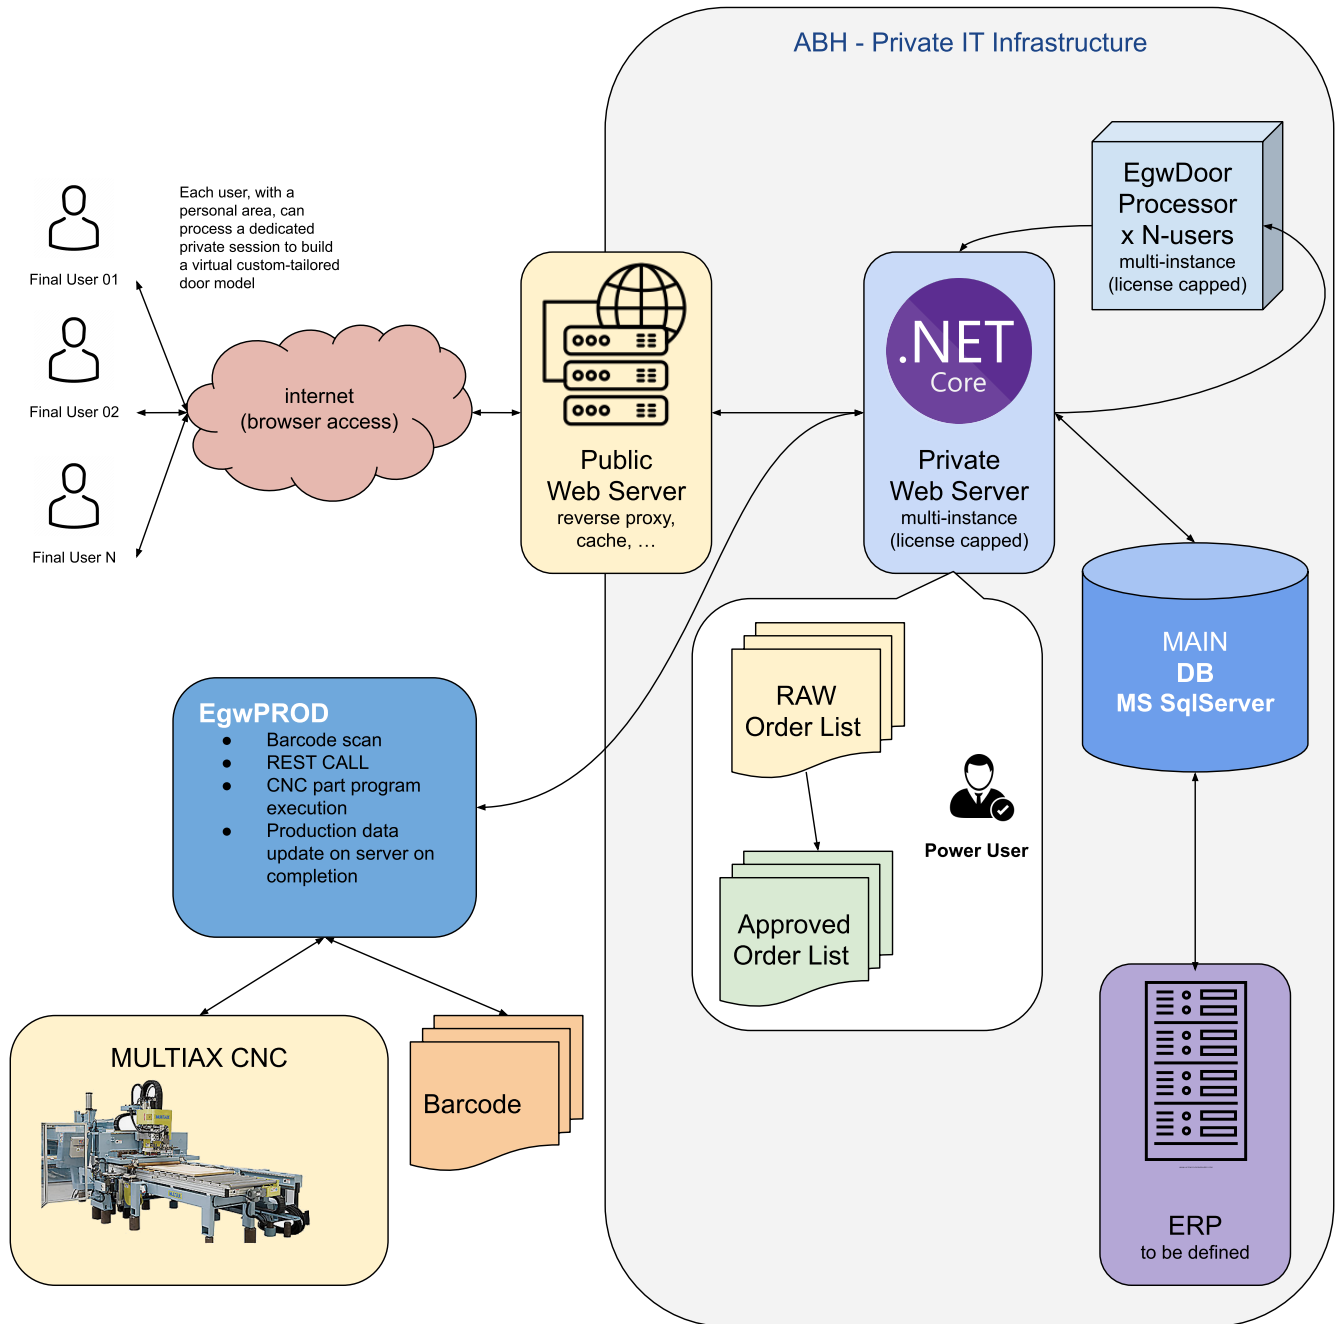 ABH - Private IT Infrastructure
EgwDoor
Processor
x N-users
multi-instance
(license capped)
Each user, with a
personal area, can
process a dedicated
private session to build
a virtual custom-tailored
door model
Final User 01
Final User 02
Final User N
internet
(browser access)
Public
Web Server
reverse proxy,
cache, …
.NET
Core
Private
Web Server
multi-instance
(license capped)
MAIN
DB
MS SqlServer
RAW
Order List
Power User
Approved
Order List
EgwPROD
● Barcode scan
● REST CALL
● CNC part program
execution
● Production data
update on server on
completion
MULTIAX CNC
Barcode
ERP
to be defined